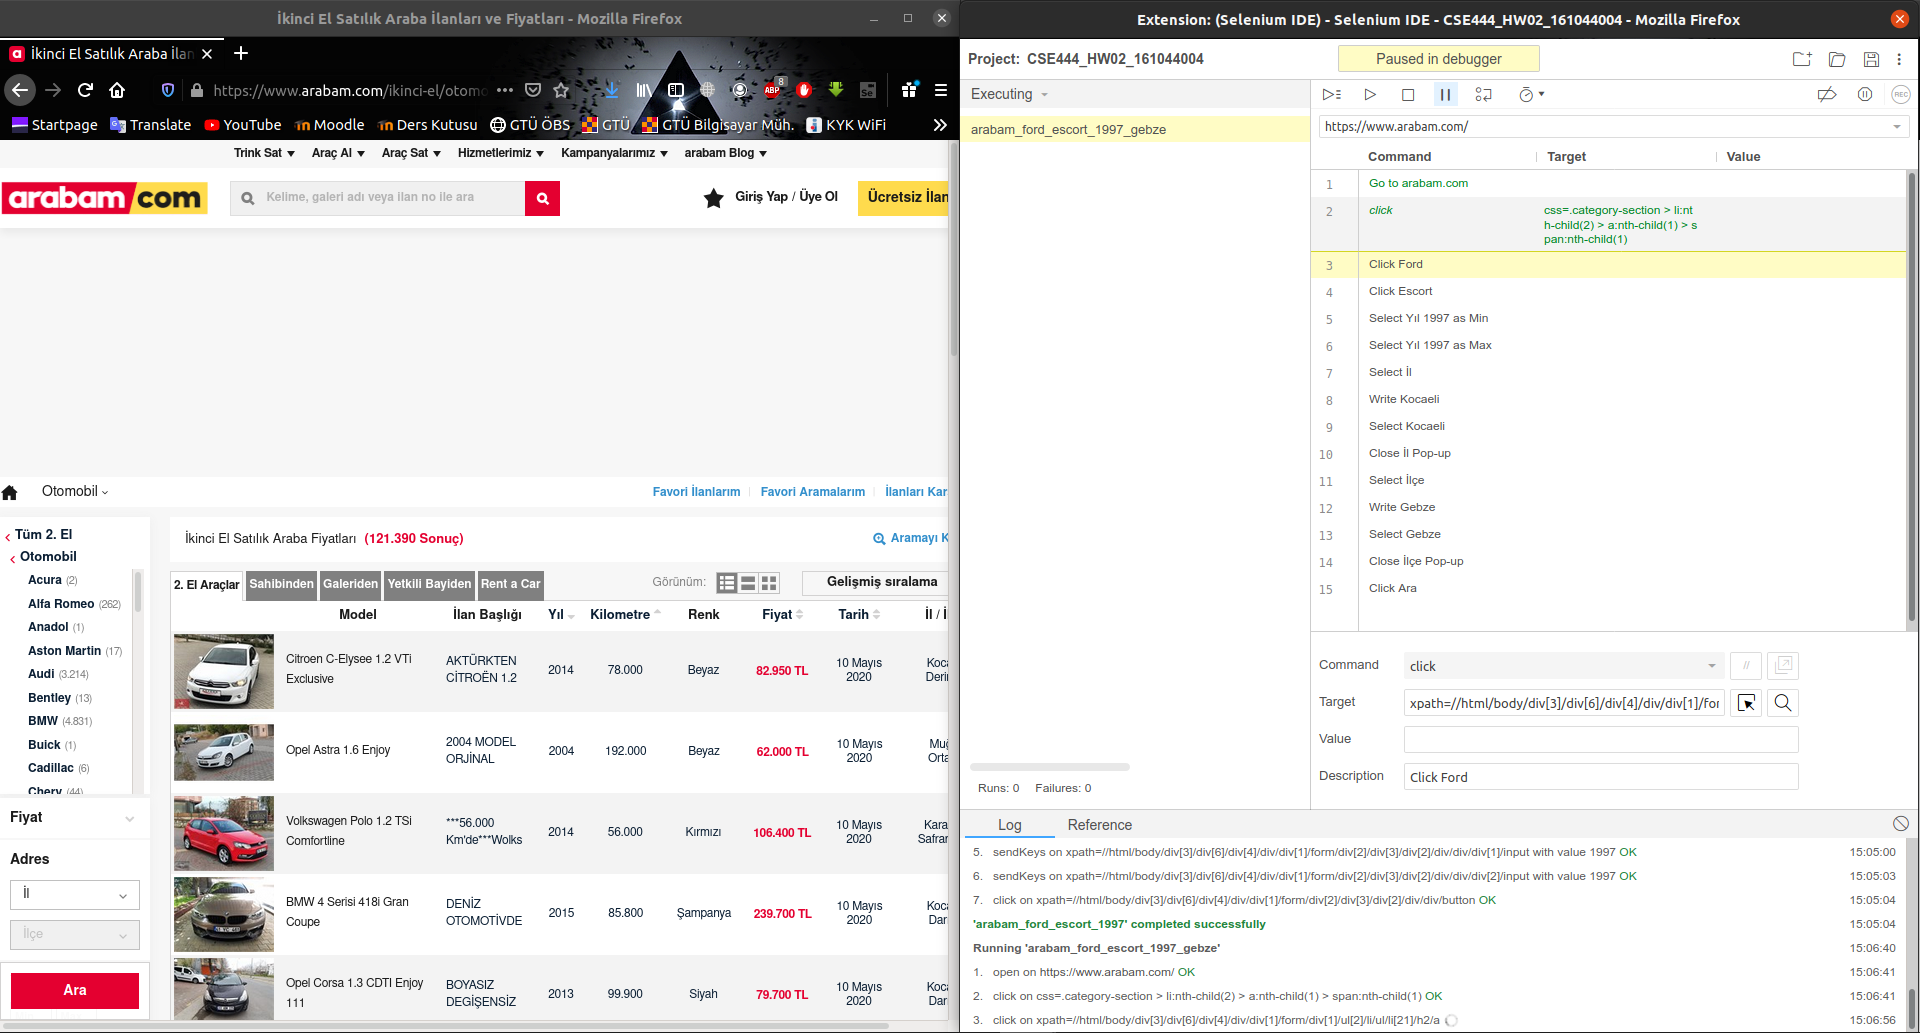 İkinci El Satılık Araba İlanları ve Fiyatları - Mozilla Firefox
İkinci El Satılık Araba İlan
https://www.arabam.com/ikinci-el/otomo
8
ABP
Se
Startpage
Translate
YouTube
Moodle
Ders Kutusu
GTÜ ÖBS
GTÜ
GTÜ Bilgisayar Müh.
KYK WiFi
Trink Sat
Araç Al
Araç Sat
Hizmetlerimiz
Kampanyalarımız
arabam Blog
arabam.com
Kelime, galeri adı veya ilan no ile ara
Giriş Yap / Üye Ol
Ücretsiz İlan
Otomobil
Favori İlanlarım
Favori Aramalarım
İlanları Kar
Tüm 2. El
Otomobil
Acura (2)
Alfa Romeo (262)
Anadol (1)
Aston Martin (17)
Audi (3.214)
Bentley (13)
BMW (4.831)
Buick (1)
Cadillac (6)
Chery (44)
Fiyat
Adres
İl
İlçe
Ara
İkinci El Satılık Araba Fiyatları (121.390 Sonuç)
Aramayı K
2. El Araçlar
Sahibinden
Galeriden
Yetkili Bayiden
Rent a Car
Görünüm:
Gelişmiş sıralama
Model
İlan Başlığı
Yıl
Kilometre
Renk
Fiyat
Tarih
İl / İ
Citroen C-Elysee 1.2 VTi
Exclusive
AKTÜRKTEN
CİTROËN 1.2
2014
78.000
Beyaz
82.950 TL
10 Mayıs
2020
Koca
Derin
Opel Astra 1.6 Enjoy
2004 MODEL
ORJİNAL
2004
192.000
Beyaz
62.000 TL
10 Mayıs
2020
Muğ
Orta
Volkswagen Polo 1.2 TSi
Comfortline
***56.000
Km'de***Wolks
2014
56.000
Kırmızı
106.400 TL
10 Mayıs
2020
Kara
Safran
BMW 4 Serisi 418i Gran
Coupe
DENİZ
OTOMOTİVDE
2015
85.800
Şampanya
239.700 TL
10 Mayıs
2020
Koca
Dar
Opel Corsa 1.3 CDTI Enjoy
111
BOYASIZ
DEĞİŞENSİZ
2013
99.900
Siyah
79.700 TL
10 Mayıs
2020
Koca
Dar
Extension: (Selenium IDE) - Selenium IDE - CSE444_HW02_161044004 - Mozilla Firefox
Project: CSE444_HW02_161044004
Paused in debugger
Executing
REC
arabam_ford_escort_1997_gebze
https://www.arabam.com/
Command
Target
Value
1 Go to arabam.com
2 click css=.category-section > li:nt
h-child(2) > a:nth-child(1) > s
pan:nth-child(1)
3 Click Ford
4 Click Escort
5 Select Yıl 1997 as Min
6 Select Yıl 1997 as Max
7 Select İl
8 Write Kocaeli
9 Select Kocaeli
10 Close İl Pop-up
11 Select İlçe
12 Write Gebze
13 Select Gebze
14 Close İlçe Pop-up
15 Click Ara
Command click //
Target xpath=//html/body/div[3]/div[6]/div[4]/div/div[1]/for
Value
Description Click Ford
Runs: 0 Failures: 0
Log
Reference
5. sendKeys on xpath=//html/body/div[3]/div[6]/div[4]/div/div[1]/form/div[2]/div[3]/div[2]/div/div/div[1]/input with value 1997 OK 15:05:00
6. sendKeys on xpath=//html/body/div[3]/div[6]/div[4]/div/div[1]/form/div[2]/div[3]/div[2]/div/div/div[2]/input with value 1997 OK 15:05:03
7. click on xpath=//html/body/div[3]/div[6]/div[4]/div/div[1]/form/div[2]/div[3]/div[2]/div/div/button OK 15:05:04
'arabam_ford_escort_1997' completed successfully 15:05:04
Running 'arabam_ford_escort_1997_gebze' 15:06:40
1. open on https://www.arabam.com/ OK 15:06:41
2. click on css=.category-section > li:nth-child(2) > a:nth-child(1) > span:nth-child(1) OK 15:06:41
3. click on xpath=//html/body/div[3]/div[6]/div[4]/div/div[1]/form/div[1]/ul[2]/li/ul/li[21]/h2/a 15:06:56